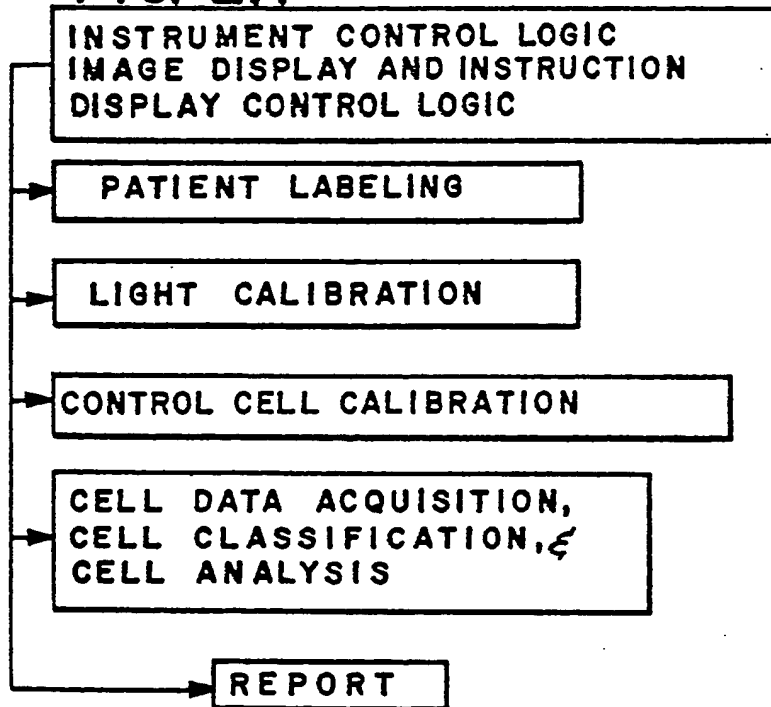 INSTRUMENT CONTROL LOGIC
IMAGE DISPLAY AND INSTRUCTION
DISPLAY CONTROL LOGIC
PATIENT LABELING
LIGHT CALIBRATION
CONTROL CELL CALIBRATION
CELL DATA ACQUISITION,
CELL CLASSIFICATION, &
CELL ANALYSIS
REPORT